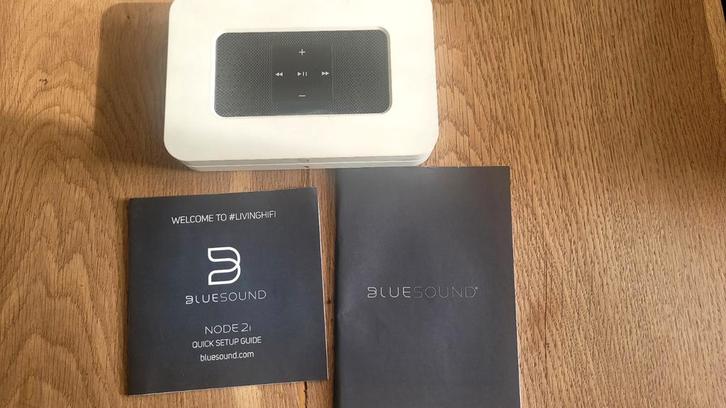 WELCOME TO #LIVINGHIFI
BLUESOUND
NODE 2i
QUICK SETUP GUIDE
bluesound.com
BLUESOUND®